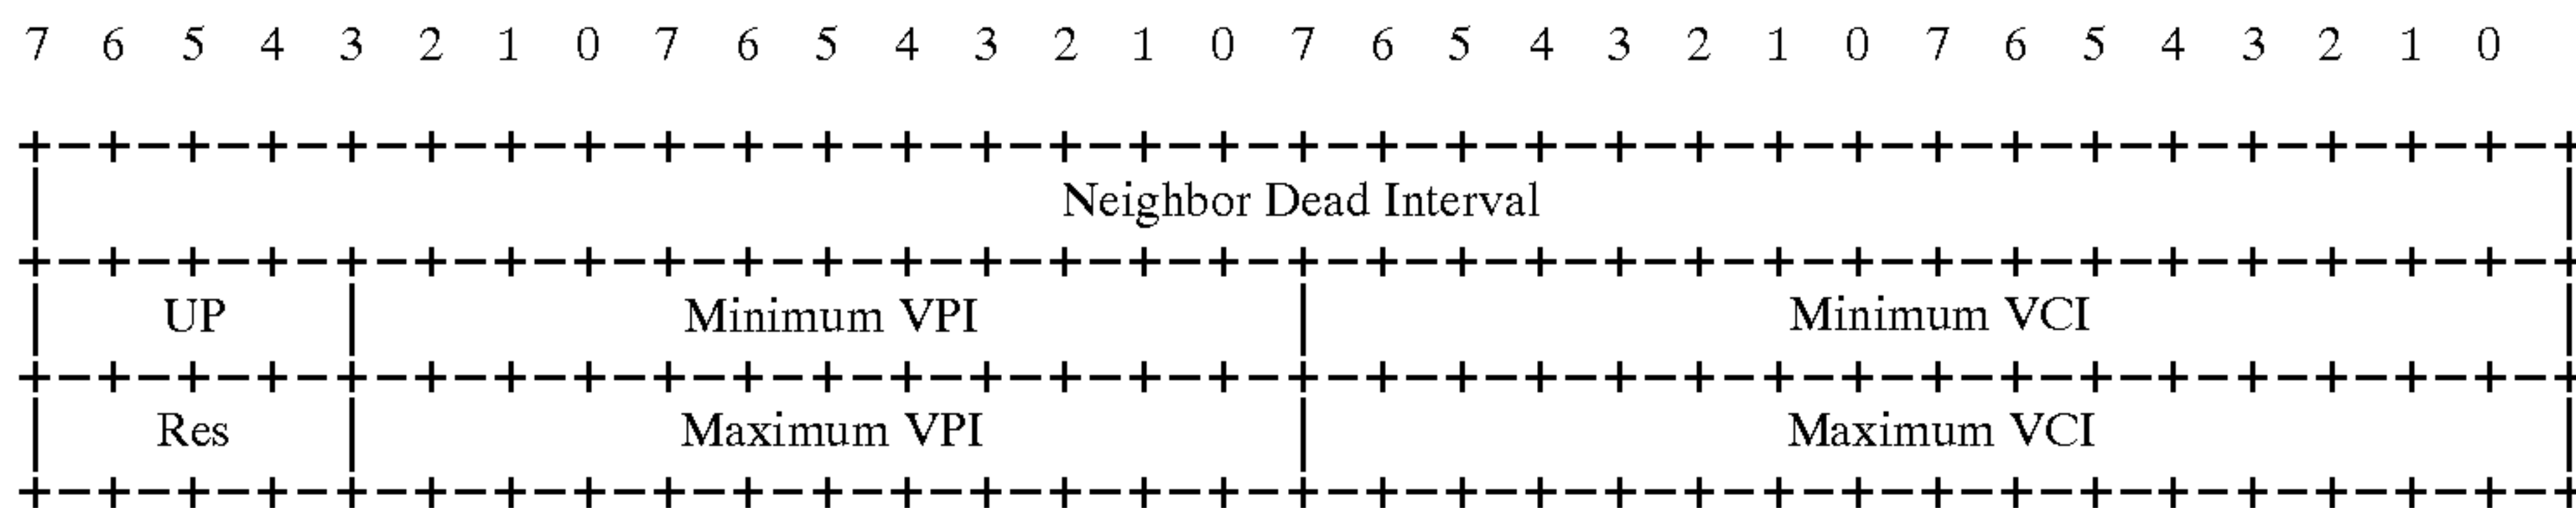 7 6 5 4 3 2 1 0 7 6 5 4 3 2 1 0 7 6 5 4 3 2 1 0 7 6 5 4 3 2 1 0
Neighbor Dead Interval
UP Minimum VPI Minimum VCI
Res Maximum VPI Maximum VCI